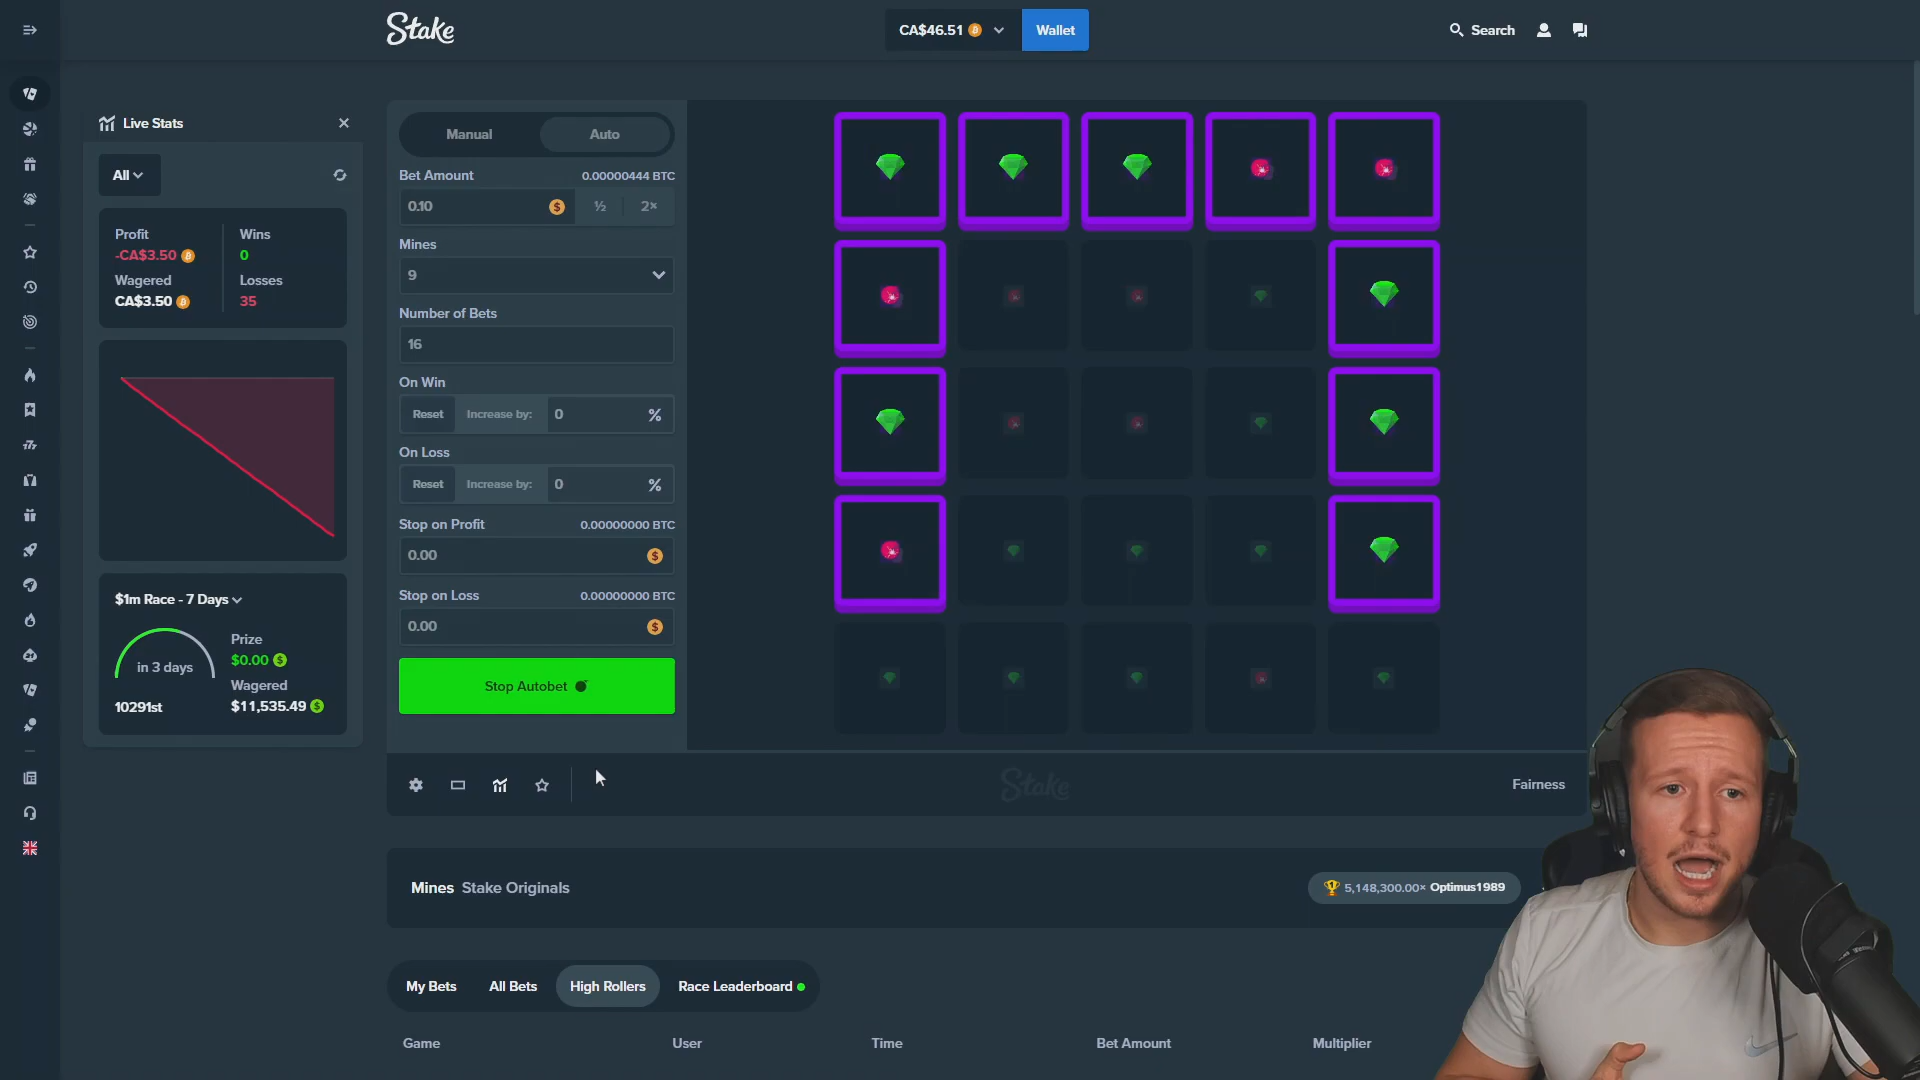 Stake
CA$46.51
Wallet
Search
Live Stats
All
Profit
-CA$3.50
Wagered
CA$3.50
Wins
0
Losses
35
$1m Race - 7 Days
in 3 days
10291st
Prize
$0.00
Wagered
$11,535.49
Manual
Auto
Bet Amount
0.00000444 BTC
0.10
½
2×
Mines
9
Number of Bets
16
On Win
Reset
Increase by:
0
%
On Loss
Reset
Increase by:
0
%
Stop on Profit
0.00000000 BTC
0.00
Stop on Loss
0.00000000 BTC
0.00
Stop Autobet
Stake
Fairness
Mines Stake Originals
5,148,300.00× Optimus1989
My Bets
All Bets
High Rollers
Race Leaderboard
Game
User
Time
Bet Amount
Multiplier